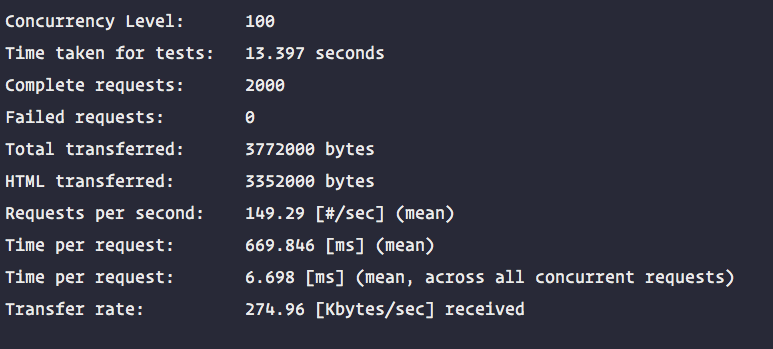 Concurrency Level:      100
Time taken for tests:   13.397 seconds
Complete requests:      2000
Failed requests:        0
Total transferred:      3772000 bytes
HTML transferred:       3352000 bytes
Requests per second:    149.29 [#/sec] (mean)
Time per request:       669.846 [ms] (mean)
Time per request:       6.698 [ms] (mean, across all concurrent requests)
Transfer rate:          274.96 [Kbytes/sec] received